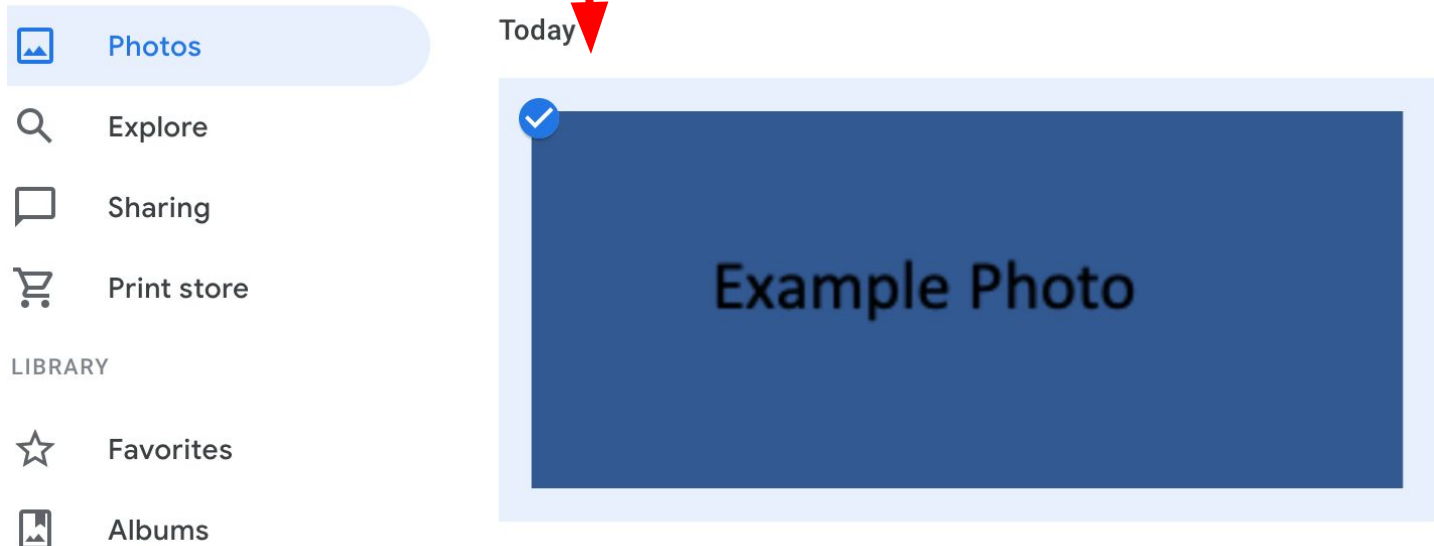 Photos
Explore
Sharing
Print store
LIBRARY
Favorites
Albums
Today
Example Photo